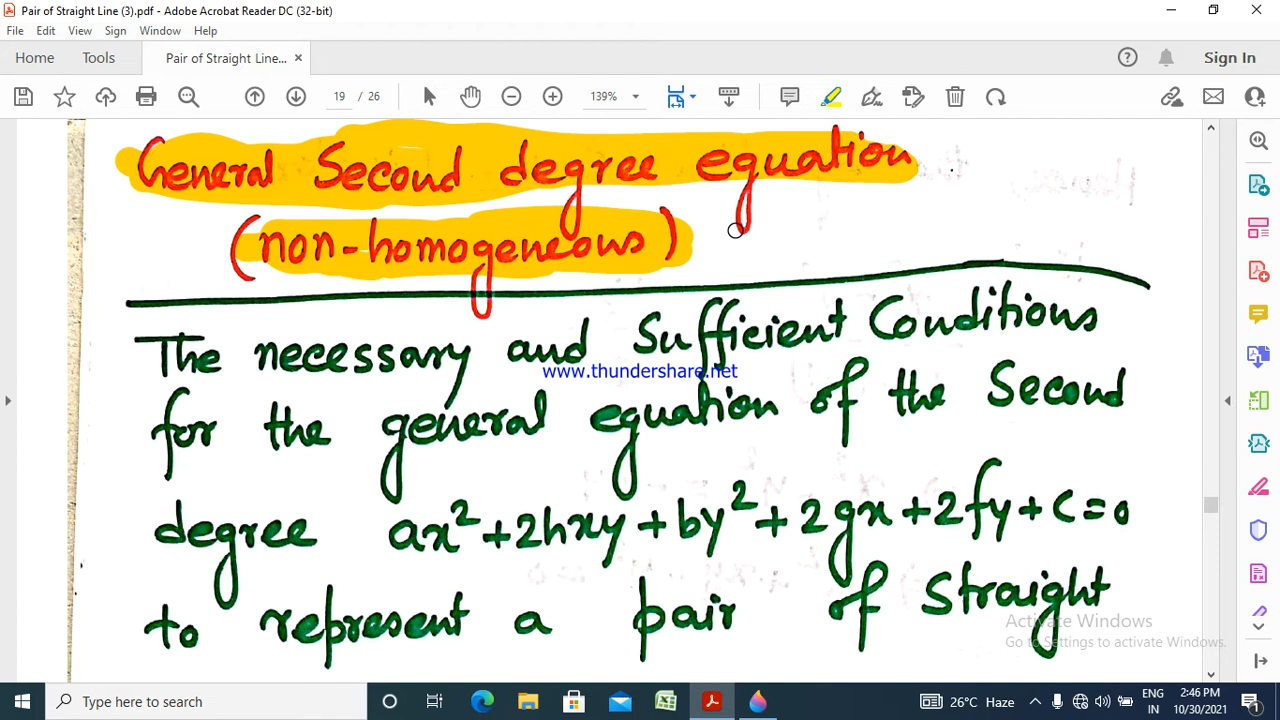 Pair of Straight Line (3).pdf - Adobe Acrobat Reader DC (32-bit)
File Edit View Sign Window Help
Home Tools Pair of Straight Line... × Sign In
19 / 26 139%
General Second degree equation
(non-homogeneous)
The necessary and Sufficient Conditions
www.thundershare.net
for the general equation of the Second
degree ax² + 2hxy + by² + 2gx + 2fy + c = 0
to represent a pair of Straight
Activate Windows
Go to Settings to activate Windows.
Type here to search
26°C Haze
ENG
IN
2:46 PM
10/30/2021